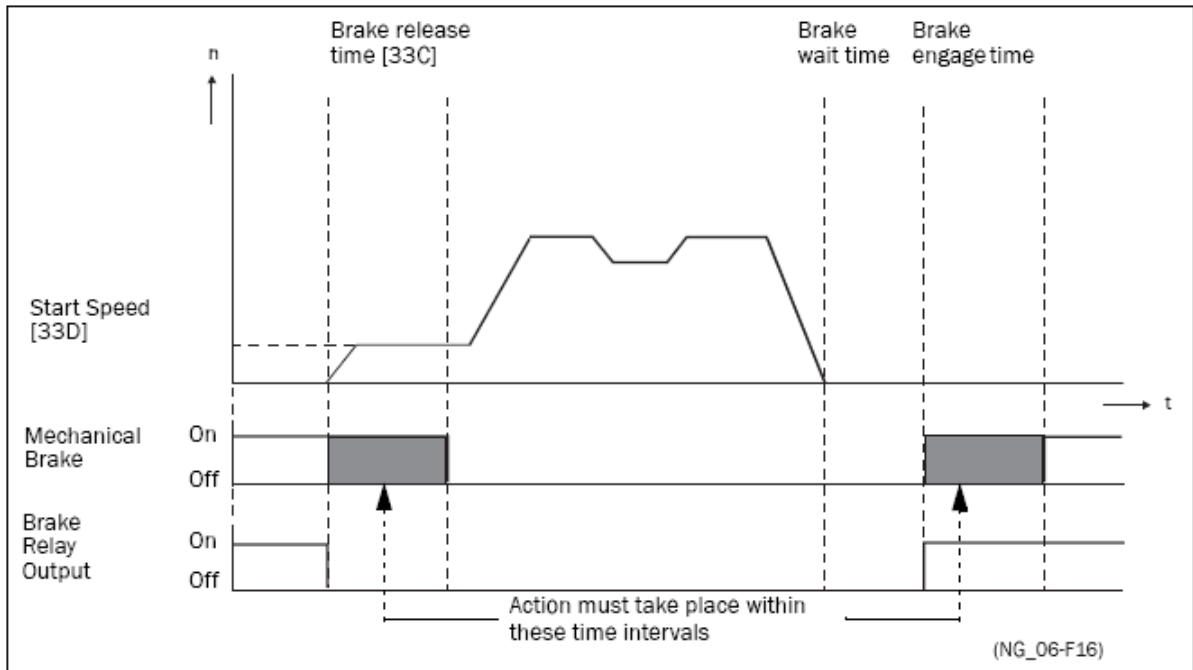 Brake release
time [33C]
Brake
wait time
Brake
engage time
n
Start Speed
[33D]
t
Mechanical
Brake
On
Off
Brake
Relay
Output
On
Off
Action must take place within
these time intervals
(NG_06-F16)